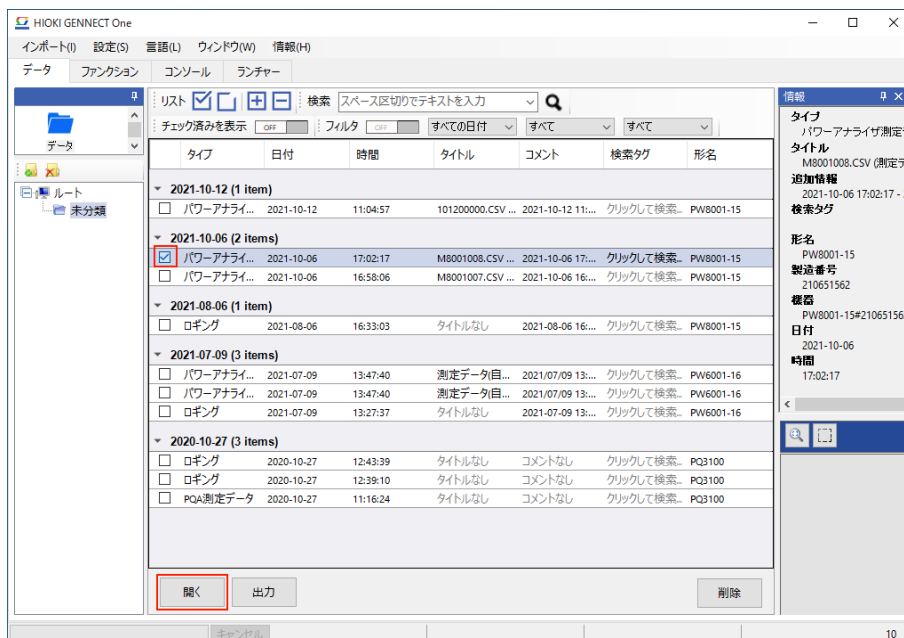 HIOKI GENNECT One
インポート(I) 設定(S) 言語(L) ウィンドウ(W) 情報(H)
データ ファンクション コンソール ランチャー
リスト 検索 スペース区切りでテキストを入力
チェック済みを表示 OFF フィルタ OFF すべての日付 すべて すべて
データ
ルート
未分類
タイプ 日付 時間 タイトル コメント 検索タグ 形名
2021-10-12 (1 item)
パワーアナライ... 2021-10-12 11:04:57 101200000.CSV ... 2021-10-12 11:... クリックして検索... PW8001-15
2021-10-06 (2 items)
パワーアナライ... 2021-10-06 17:02:17 M8001008.CSV ... 2021-10-06 17:... クリックして検索... PW8001-15
パワーアナライ... 2021-10-06 16:58:06 M8001007.CSV ... 2021-10-06 16:... クリックして検索... PW8001-15
2021-08-06 (1 item)
ロギング 2021-08-06 16:33:03 タイトルなし 2021-08-06 16:... クリックして検索... PW8001-15
2021-07-09 (3 items)
パワーアナライ... 2021-07-09 13:47:40 測定データ(自... 2021/07/09 13:... クリックして検索... PW6001-16
パワーアナライ... 2021-07-09 13:47:40 測定データ(自... 2021/07/09 13:... クリックして検索... PW6001-16
ロギング 2021-07-09 13:27:37 タイトルなし 2021-07-09 13:... クリックして検索... PW6001-16
2020-10-27 (3 items)
ロギング 2020-10-27 12:43:39 タイトルなし コメントなし クリックして検索... PQ3100
ロギング 2020-10-27 12:39:10 タイトルなし コメントなし クリックして検索... PQ3100
PQA測定データ 2020-10-27 11:16:24 タイトルなし コメントなし クリックして検索... PQ3100
開く 出力 削除
情報
タイプ
パワーアナライザ測定
タイトル
M8001008.CSV (測定
追加情報
2021-10-06 17:02:17 -
検索タグ
形名
PW8001-15
製造番号
210651562
機器
PW8001-15#21065156
日付
2021-10-06
時間
17:02:17
キャンセル 10